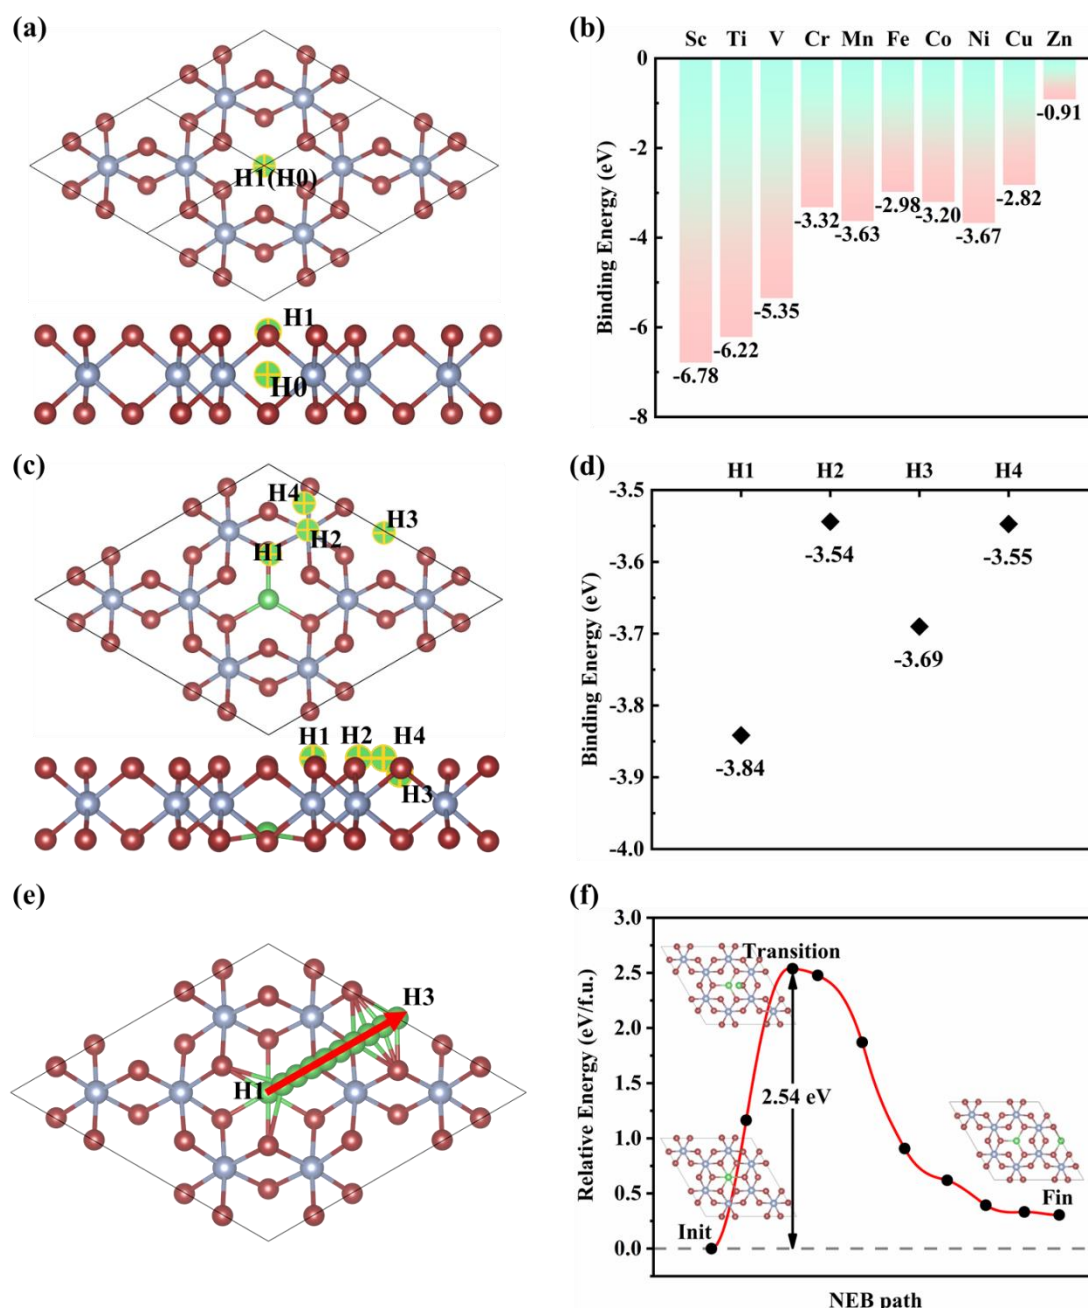 (a)
H1(H0)
H1
H0
(b)
Sc Ti V Cr Mn Fe Co Ni Cu Zn
Binding Energy (eV)
0
-2
-4
-6
-8
-6.78
-6.22
-5.35
-3.32
-3.63
-2.98
-3.20
-3.67
-2.82
-0.91
(c)
H4
H3
H2
H1
H1 H2 H4
H3
(d)
H1 H2 H3 H4
Binding Energy (eV)
-3.5
-3.6
-3.7
-3.8
-3.9
-4.0
-3.84
-3.54
-3.69
-3.55
(e)
H3
H1
(f)
Relative Energy (eV/f.u.)
3.0
2.5
2.0
1.5
1.0
0.5
0.0
Transition
2.54 eV
Init
Fin
NEB path